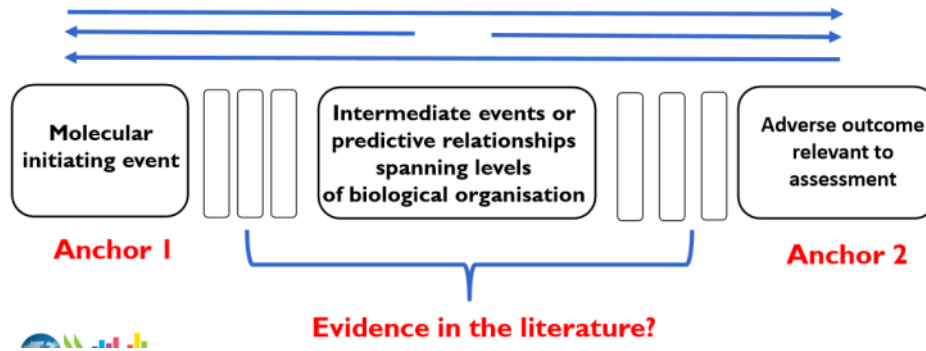 Molecular
initiating event
Intermediate events or
predictive relationships
spanning levels
of biological organisation
Adverse outcome
relevant to
assessment
Anchor 1
Anchor 2
Evidence in the literature?